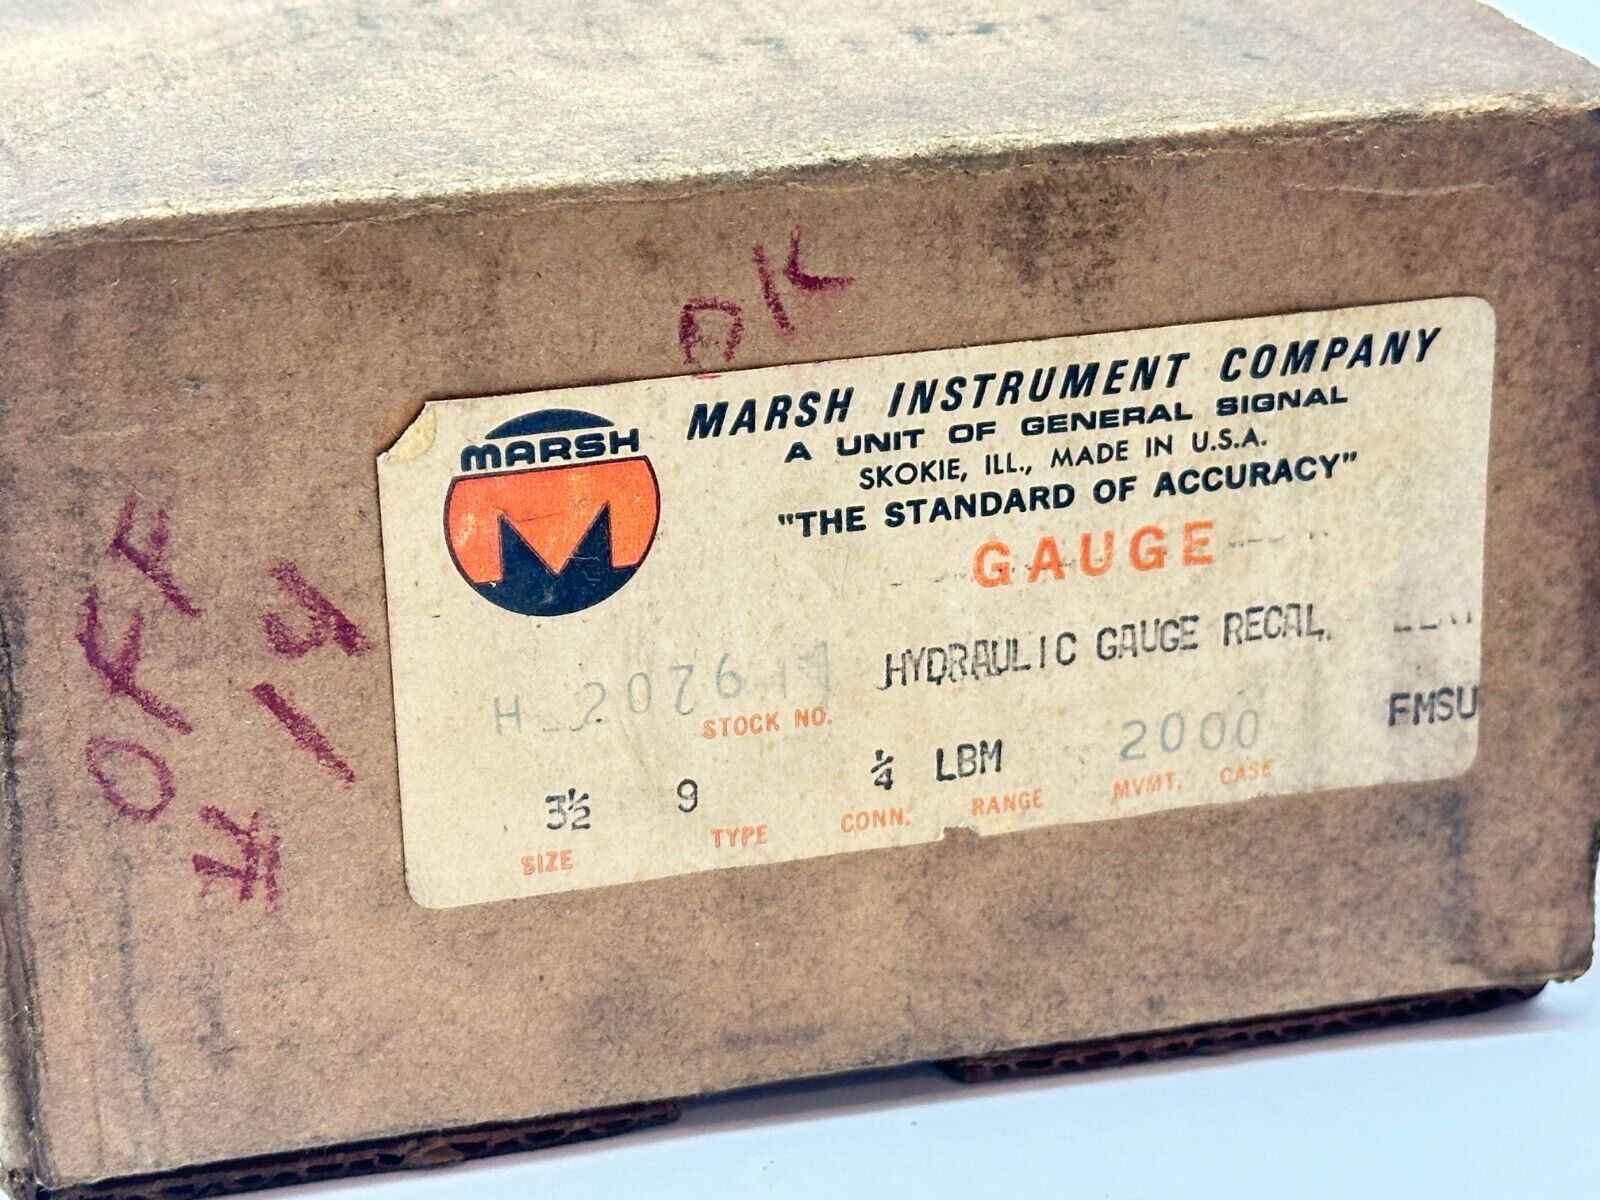 OFF
# 14
MARSH
MARSH INSTRUMENT COMPANY
A UNIT OF GENERAL SIGNAL
SKOKIE, ILL., MADE IN U.S.A.
"THE STANDARD OF ACCURACY"
GAUGE
HYDRAULIC GAUGE RECAL.
H 2076
STOCK NO.
3½ 9 ¼ LBM 2000 FMSU
SIZE TYPE CONN. RANGE MVMT. CASE